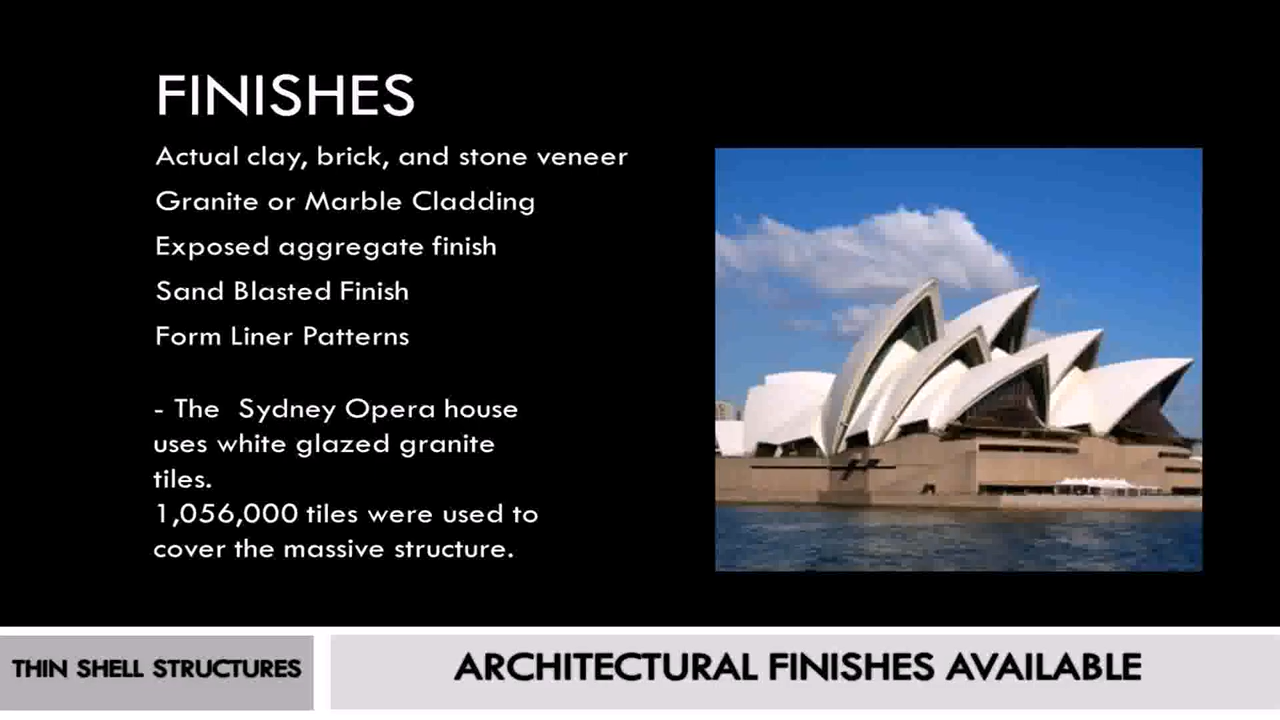 FINISHES
Actual clay, brick, and stone veneer
Granite or Marble Cladding
Exposed aggregate finish
Sand Blasted Finish
Form Liner Patterns
- The  Sydney Opera house
uses white glazed granite
tiles.
1,056,000 tiles were used to
cover the massive structure.
THIN SHELL STRUCTURES
ARCHITECTURAL FINISHES AVAILABLE